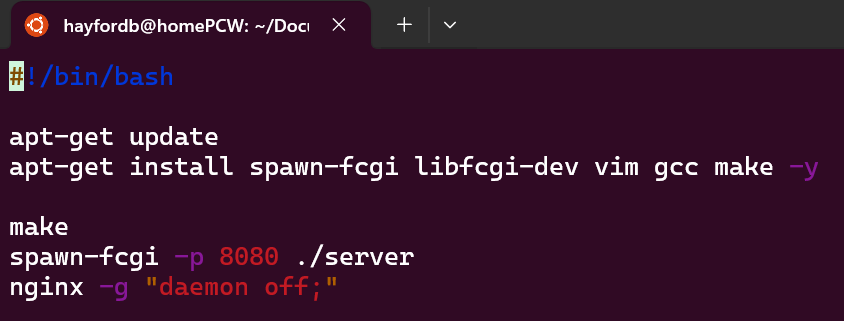 hayfordb@homePCW: ~/Docu
#!/bin/bash
apt-get update
apt-get install spawn-fcgi libfcgi-dev vim gcc make -y
make
spawn-fcgi -p 8080 ./server
nginx -g "daemon off;"